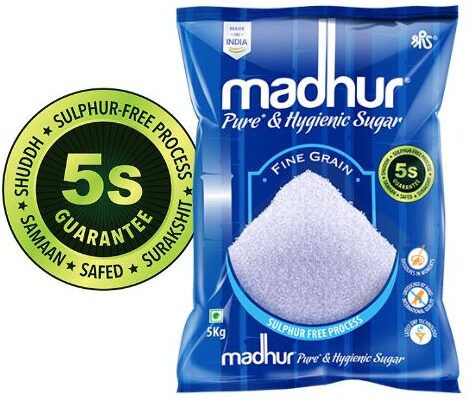 SHUDDH ★ SULPHUR-FREE PROCESS ★ SURAKSHIT ★ SAFED ★ SAMAAN ★
5s
GUARANTEE
MADE
IN
INDIA
श्री
madhur®
Pure* & Hygienic Sugar
FINE GRAIN
5s
GUARANTEE
SULPHUR FREE PROCESS
5Kg
madhur Pure* & Hygienic Sugar